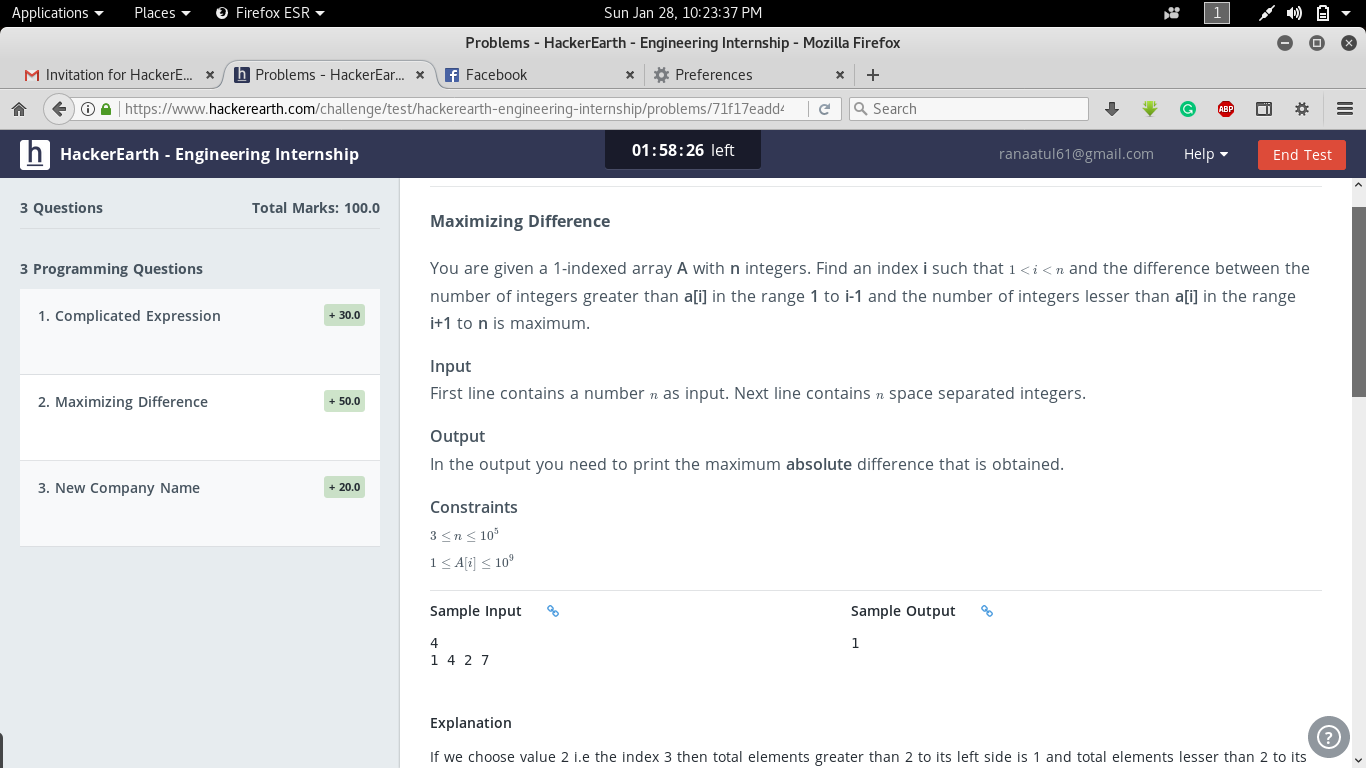 Applications Places Firefox ESR Sun Jan 28, 10:23:37 PM 1
Problems - HackerEarth - Engineering Internship - Mozilla Firefox
Invitation for HackerE... × h Problems - HackerEar... × f Facebook × Preferences × +
https://www.hackerearth.com/challenge/test/hackerearth-engineering-internship/problems/71f17eadd Search ABP
h HackerEarth - Engineering Internship 01:58:26 left ranaatul61@gmail.com Help End Test
3 Questions Total Marks: 100.0
3 Programming Questions
1. Complicated Expression + 30.0
2. Maximizing Difference + 50.0
3. New Company Name + 20.0
Maximizing Difference
You are given a 1-indexed array A with n integers. Find an index i such that 1 < i < n and the difference between the
number of integers greater than a[i] in the range 1 to i-1 and the number of integers lesser than a[i] in the range
i+1 to n is maximum.
Input
First line contains a number n as input. Next line contains n space separated integers.
Output
In the output you need to print the maximum absolute difference that is obtained.
Constraints
3 ≤ n ≤ 10⁵
1 ≤ A[i] ≤ 10⁹
Sample Input Sample Output
4 1
1 4 2 7
Explanation
If we choose value 2 i.e the index 3 then total elements greater than 2 to its left side is 1 and total elements lesser than 2 to its
?